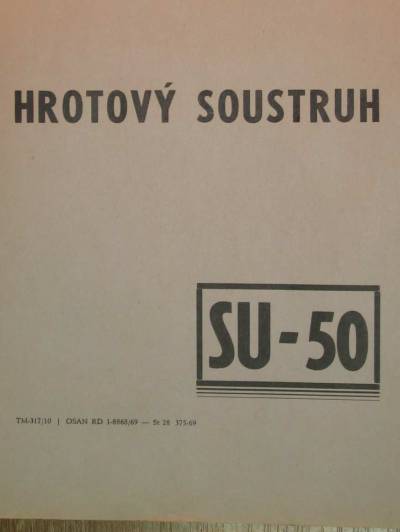 HROTOVÝ SOUSTRUH
SU-50
TM-317/10 | OSAN RD 1-8868/69 — St 28 375-69